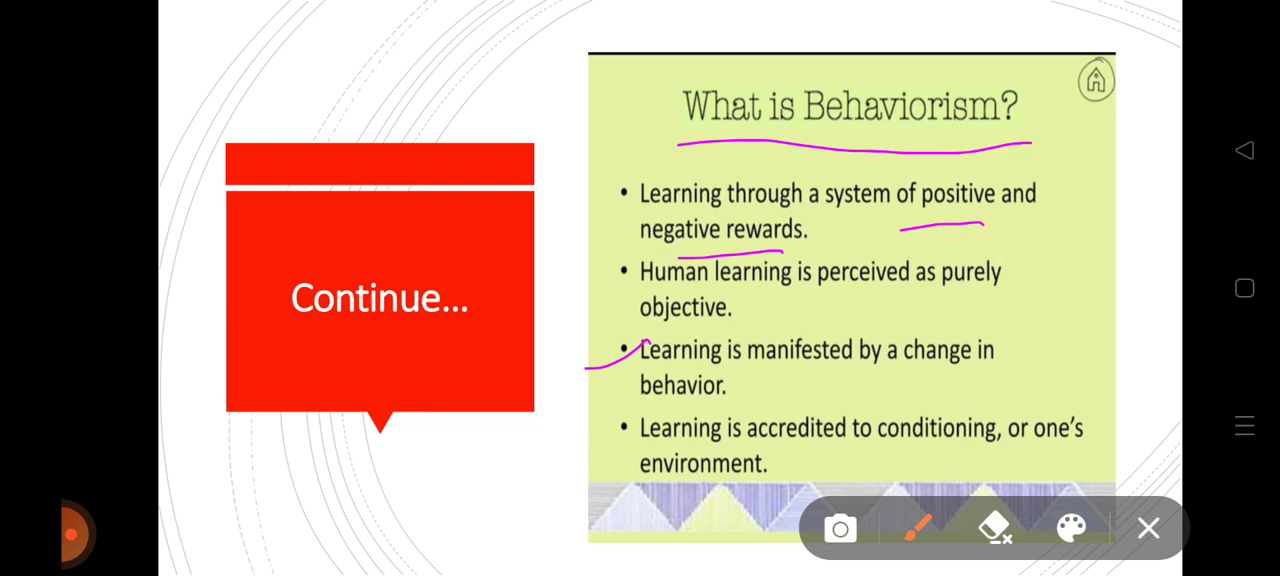 Continue...
What is Behaviorism?
• Learning through a system of positive and
negative rewards.
• Human learning is perceived as purely
objective.
• Learning is manifested by a change in
behavior.
• Learning is accredited to conditioning, or one's
environment.